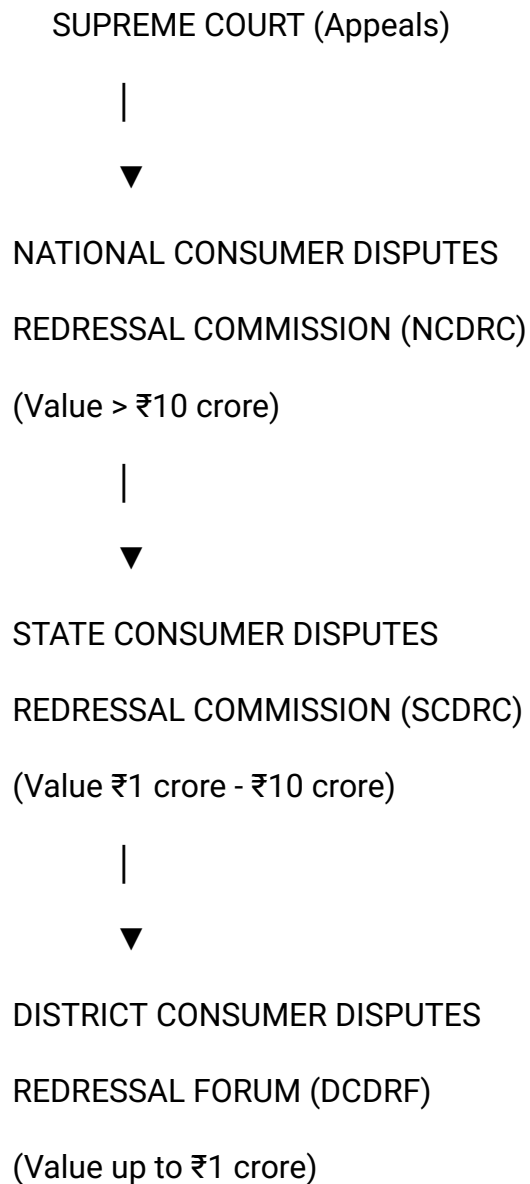 SUPREME COURT (Appeals)
│
▼
NATIONAL CONSUMER DISPUTES
REDRESSAL COMMISSION (NCDRC)
(Value > ₹10 crore)
│
▼
STATE CONSUMER DISPUTES
REDRESSAL COMMISSION (SCDRC)
(Value ₹1 crore - ₹10 crore)
│
▼
DISTRICT CONSUMER DISPUTES
REDRESSAL FORUM (DCDRF)
(Value up to ₹1 crore)